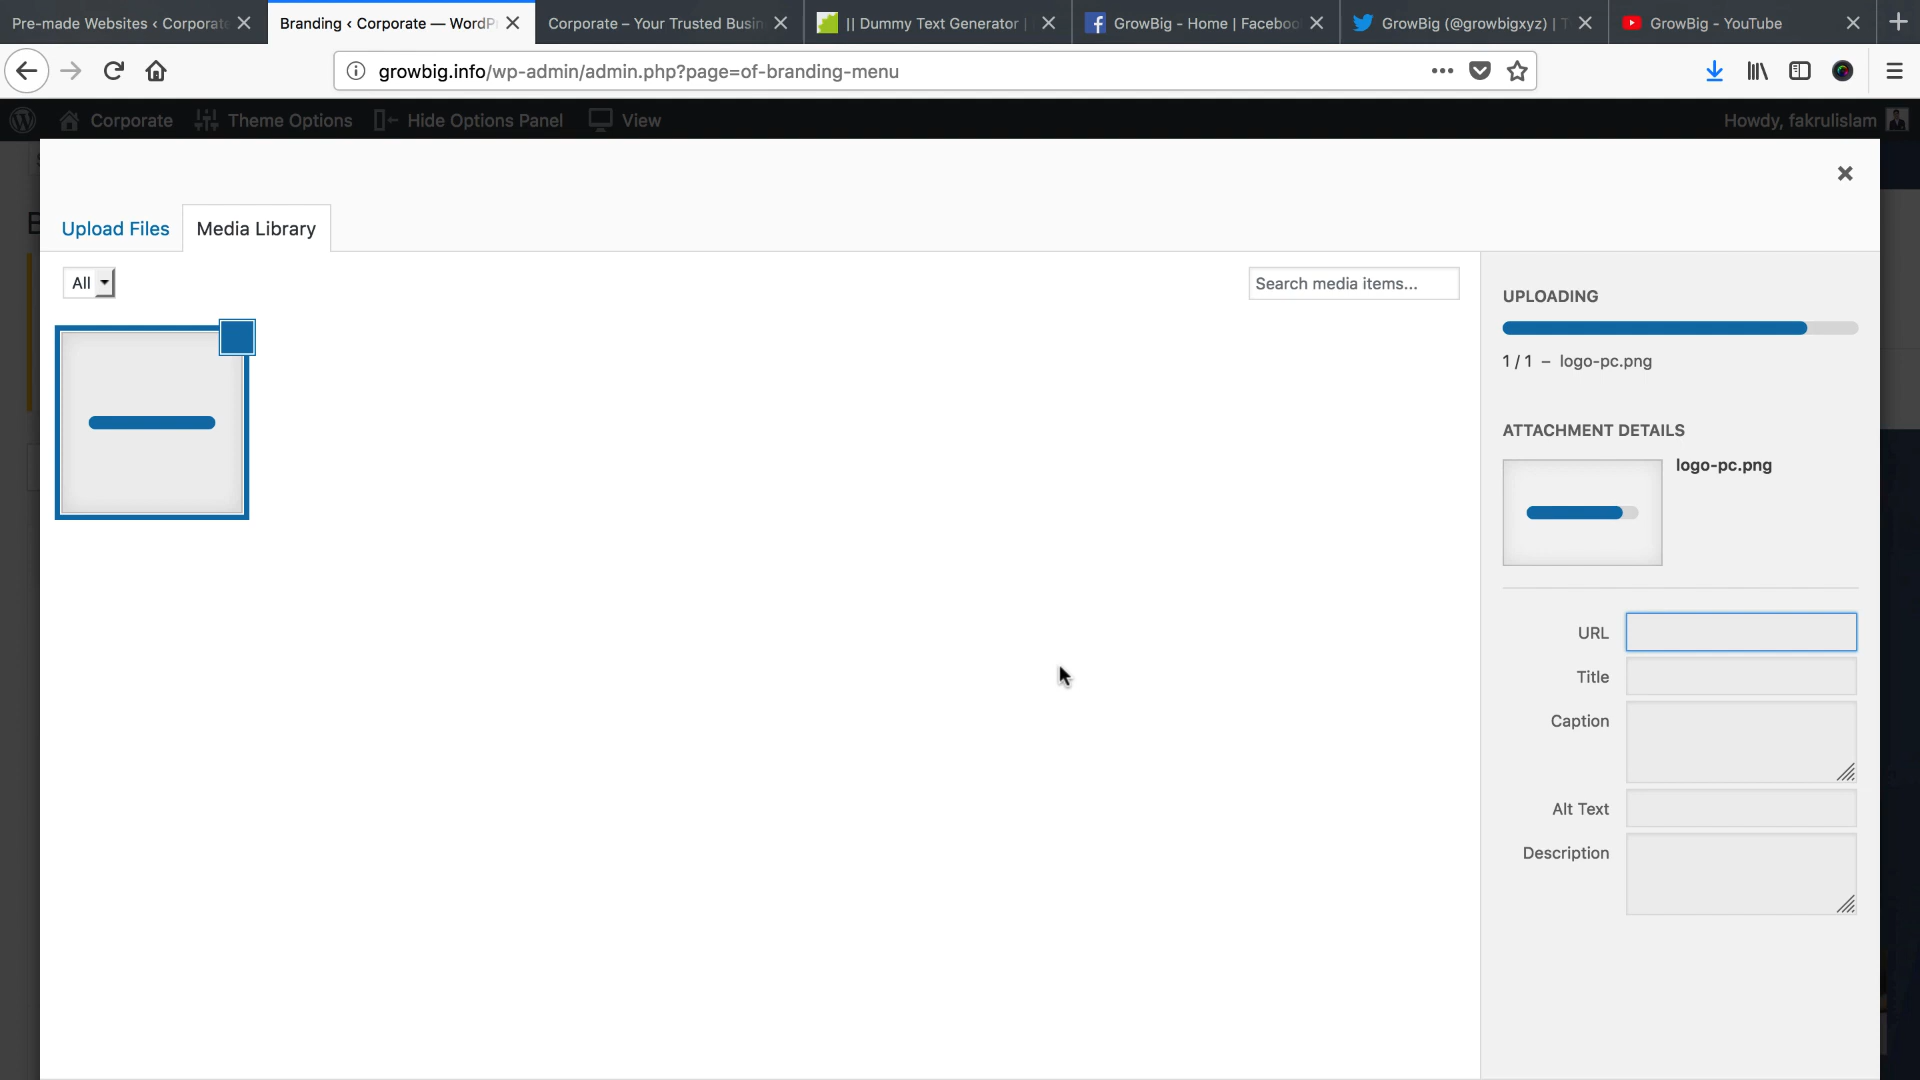 Pre-made Websites ‹ Corporate
Branding ‹ Corporate — WordPr
Corporate – Your Trusted Busin
|| Dummy Text Generator |
GrowBig - Home | Facebo
GrowBig (@growbigxyz) | T
GrowBig - YouTube
growbig.info/wp-admin/admin.php?page=of-branding-menu
Corporate
Theme Options
Hide Options Panel
View
Howdy, fakrulislam
Upload Files
Media Library
All
Search media items...
UPLOADING
1 / 1 – logo-pc.png
ATTACHMENT DETAILS
logo-pc.png
URL
Title
Caption
Alt Text
Description